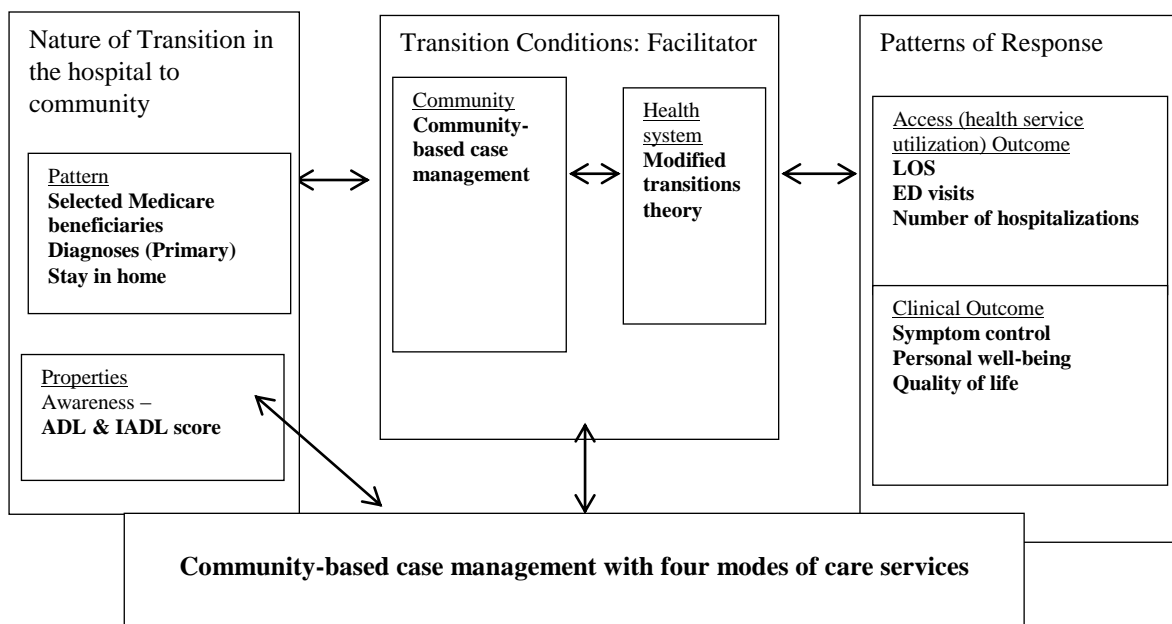 Nature of Transition in
the hospital to
community
Pattern
Selected Medicare
beneficiaries
Diagnoses (Primary)
Stay in home
Properties
Awareness –
ADL & IADL score
Transition Conditions: Facilitator
Community
Community-
based case
management
Health
system
Modified
transitions
theory
Patterns of Response
Access (health service
utilization) Outcome
LOS
ED visits
Number of hospitalizations
Clinical Outcome
Symptom control
Personal well-being
Quality of life
Community-based case management with four modes of care services